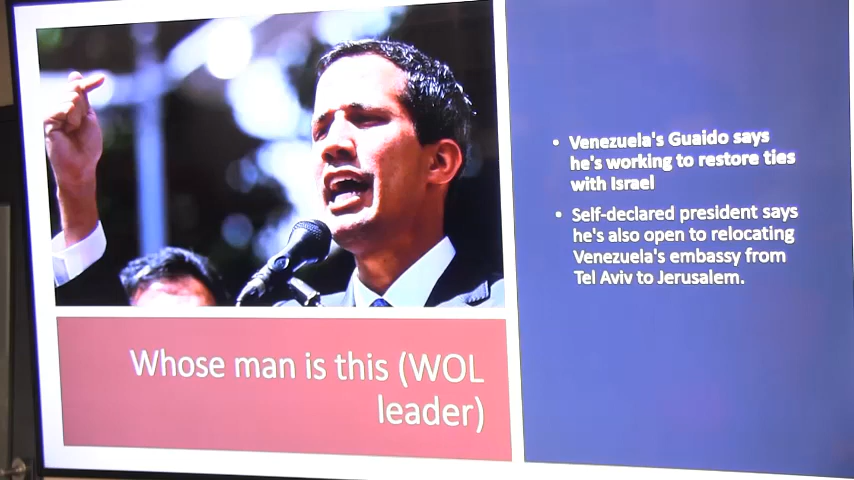 • Venezuela's Guaido says
he's working to restore ties
with Israel
• Self-declared president says
he's also open to relocating
Venezuela's embassy from
Tel Aviv to Jerusalem.
Whose man is this (WOL
leader)